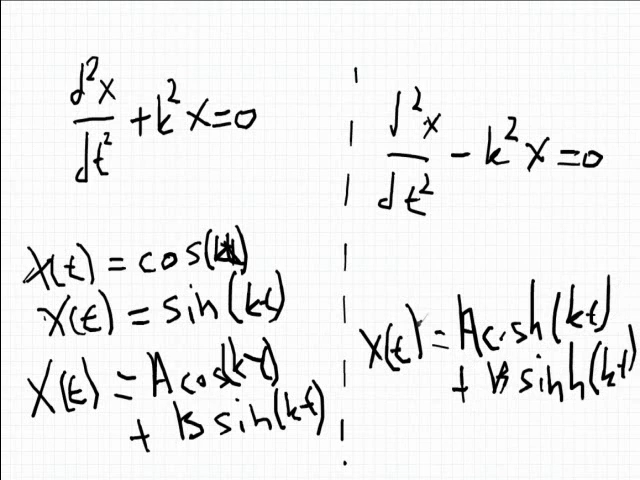 d²x/dt² + k²x = 0
x(t) = cos(kt)
x(t) = sin(kt)
x(t) = A cos(kt)
+ B sin(kt)
d²x/dt² - k²x = 0
x(t) = A cosh(kt)
+ B sinh(kt)